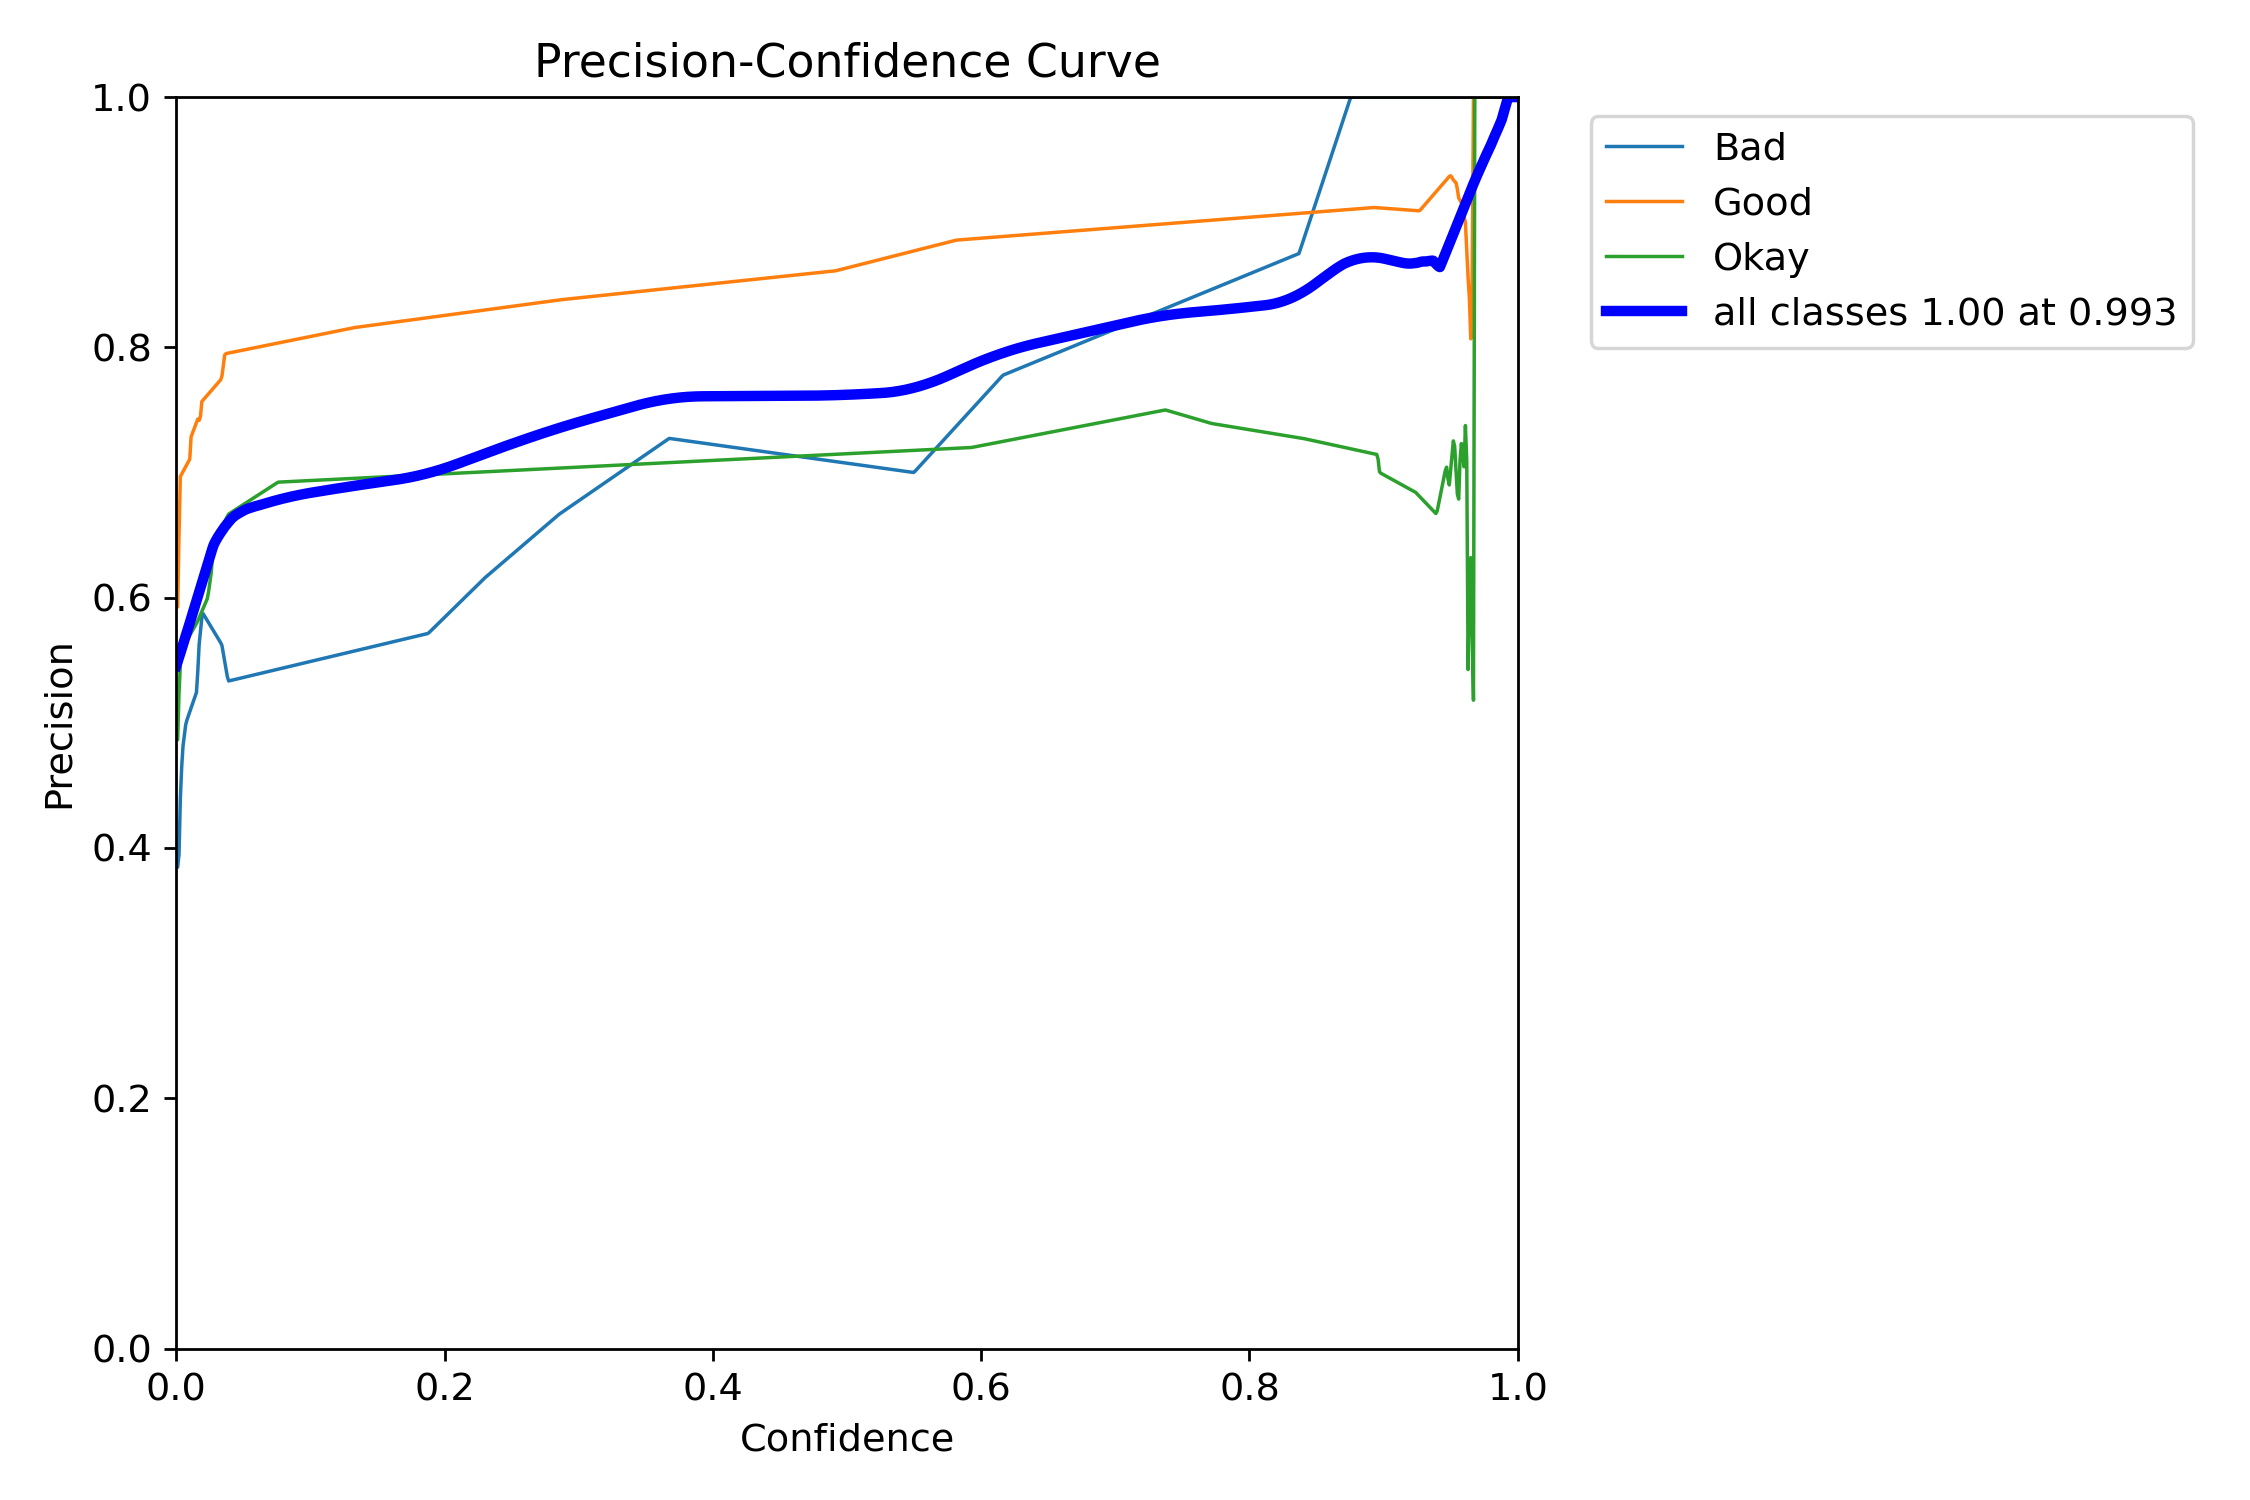 Precision-Confidence Curve
1.0
0.8
0.6
0.4
0.2
0.0
Precision
0.0 0.2 0.4 0.6 0.8 1.0
Confidence
Bad
Good
Okay
all classes 1.00 at 0.993